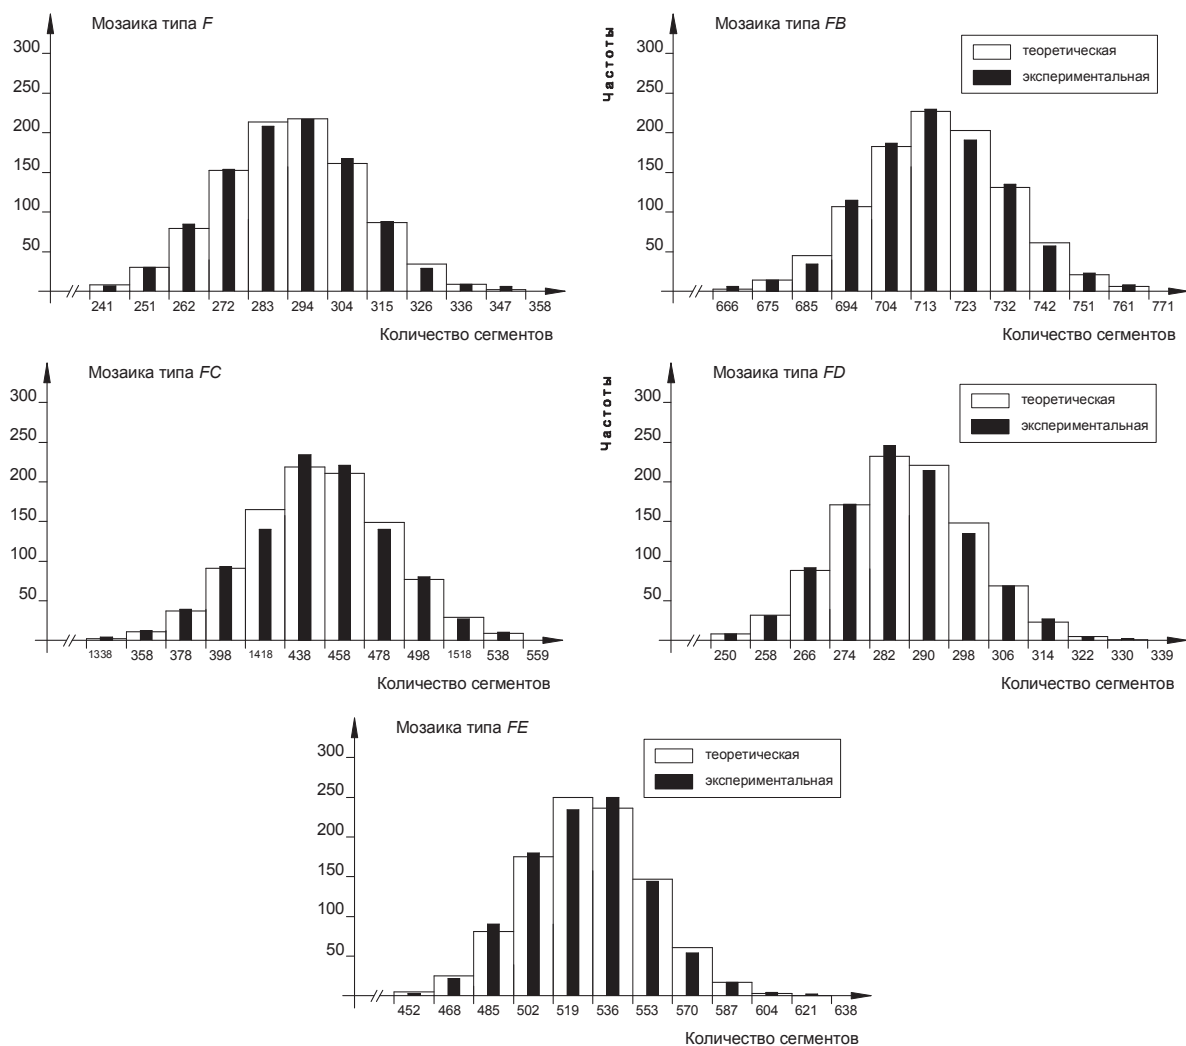 Мозаика типа F
300
250
200
150
100
50
241 251 262 272 283 294 304 315 326 336 347 358
Количество сегментов
Мозаика типа FB
Частоты
теоретическая
экспериментальная
300
250
200
150
100
50
666 675 685 694 704 713 723 732 742 751 761 771
Количество сегментов
Мозаика типа FC
300
250
200
150
100
50
1338 358 378 398 1418 438 458 478 498 1518 538 559
Количество сегментов
Мозаика типа FD
Частоты
теоретическая
экспериментальная
300
250
200
150
100
50
250 258 266 274 282 290 298 306 314 322 330 339
Количество сегментов
Мозаика типа FE
теоретическая
экспериментальная
300
250
200
150
100
50
452 468 485 502 519 536 553 570 587 604 621 638
Количество сегментов